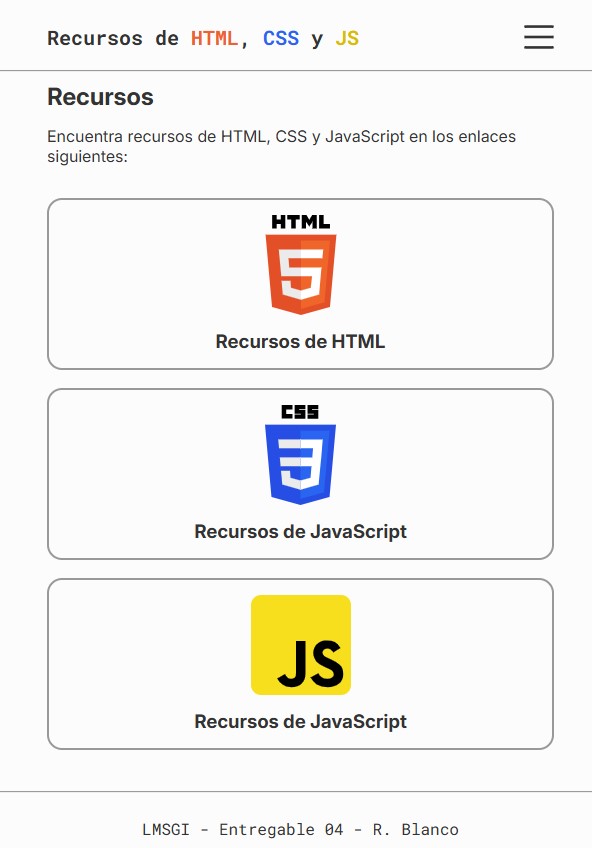 Recursos de HTML, CSS y JS
Recursos
Encuentra recursos de HTML, CSS y JavaScript en los enlaces
siguientes:
HTML
5
Recursos de HTML
CSS
3
Recursos de JavaScript
JS
Recursos de JavaScript
LMSGI - Entregable 04 - R. Blanco